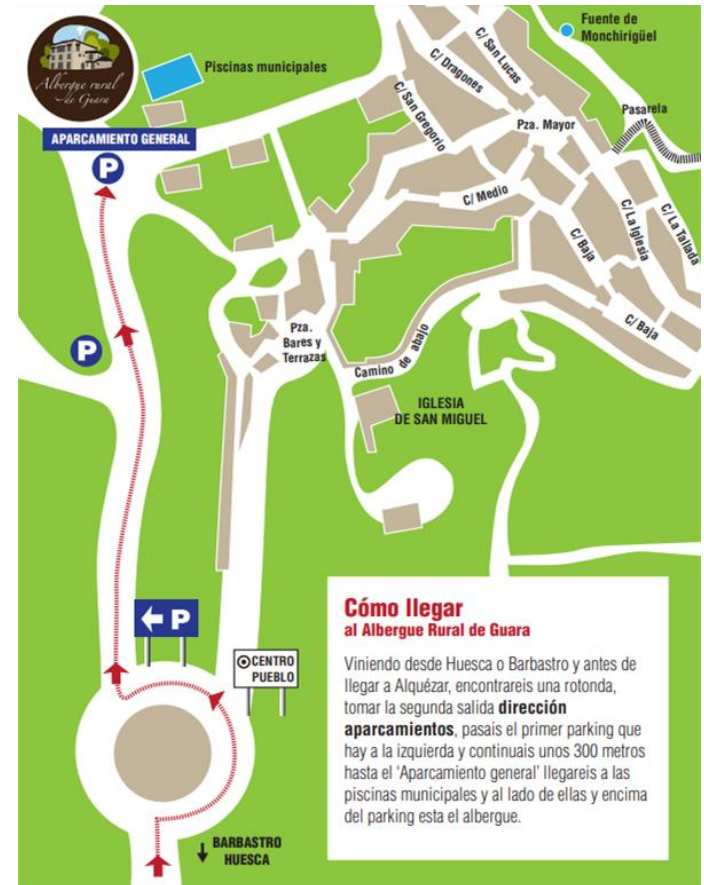 Albergue rural
de Guara
Piscinas municipales
APARCAMIENTO GENERAL
P
P
Fuente de
Monchirigüel
C/ San Lucas
C/ Dragones
C/ San Gregorio
Pza. Mayor
Pasarela
C/ Medio
C/ Baja
C/ La Iglesia
C/ La Tallada
C/ Baja
Pza.
Bares y
Terrazas
Camino de abajo
IGLESIA
DE SAN MIGUEL
P
CENTRO
PUEBLO
BARBASTRO
HUESCA
Cómo llegar
al Albergue Rural de Guara
Viniendo desde Huesca o Barbastro y antes de
llegar a Alquézar, encontrareis una rotonda,
tomar la segunda salida dirección
aparcamientos, pasais el primer parking que
hay a la izquierda y continuais unos 300 metros
hasta el ‘Aparcamiento general’ llegareis a las
piscinas municipales y al lado de ellas y encima
del parking esta el albergue.